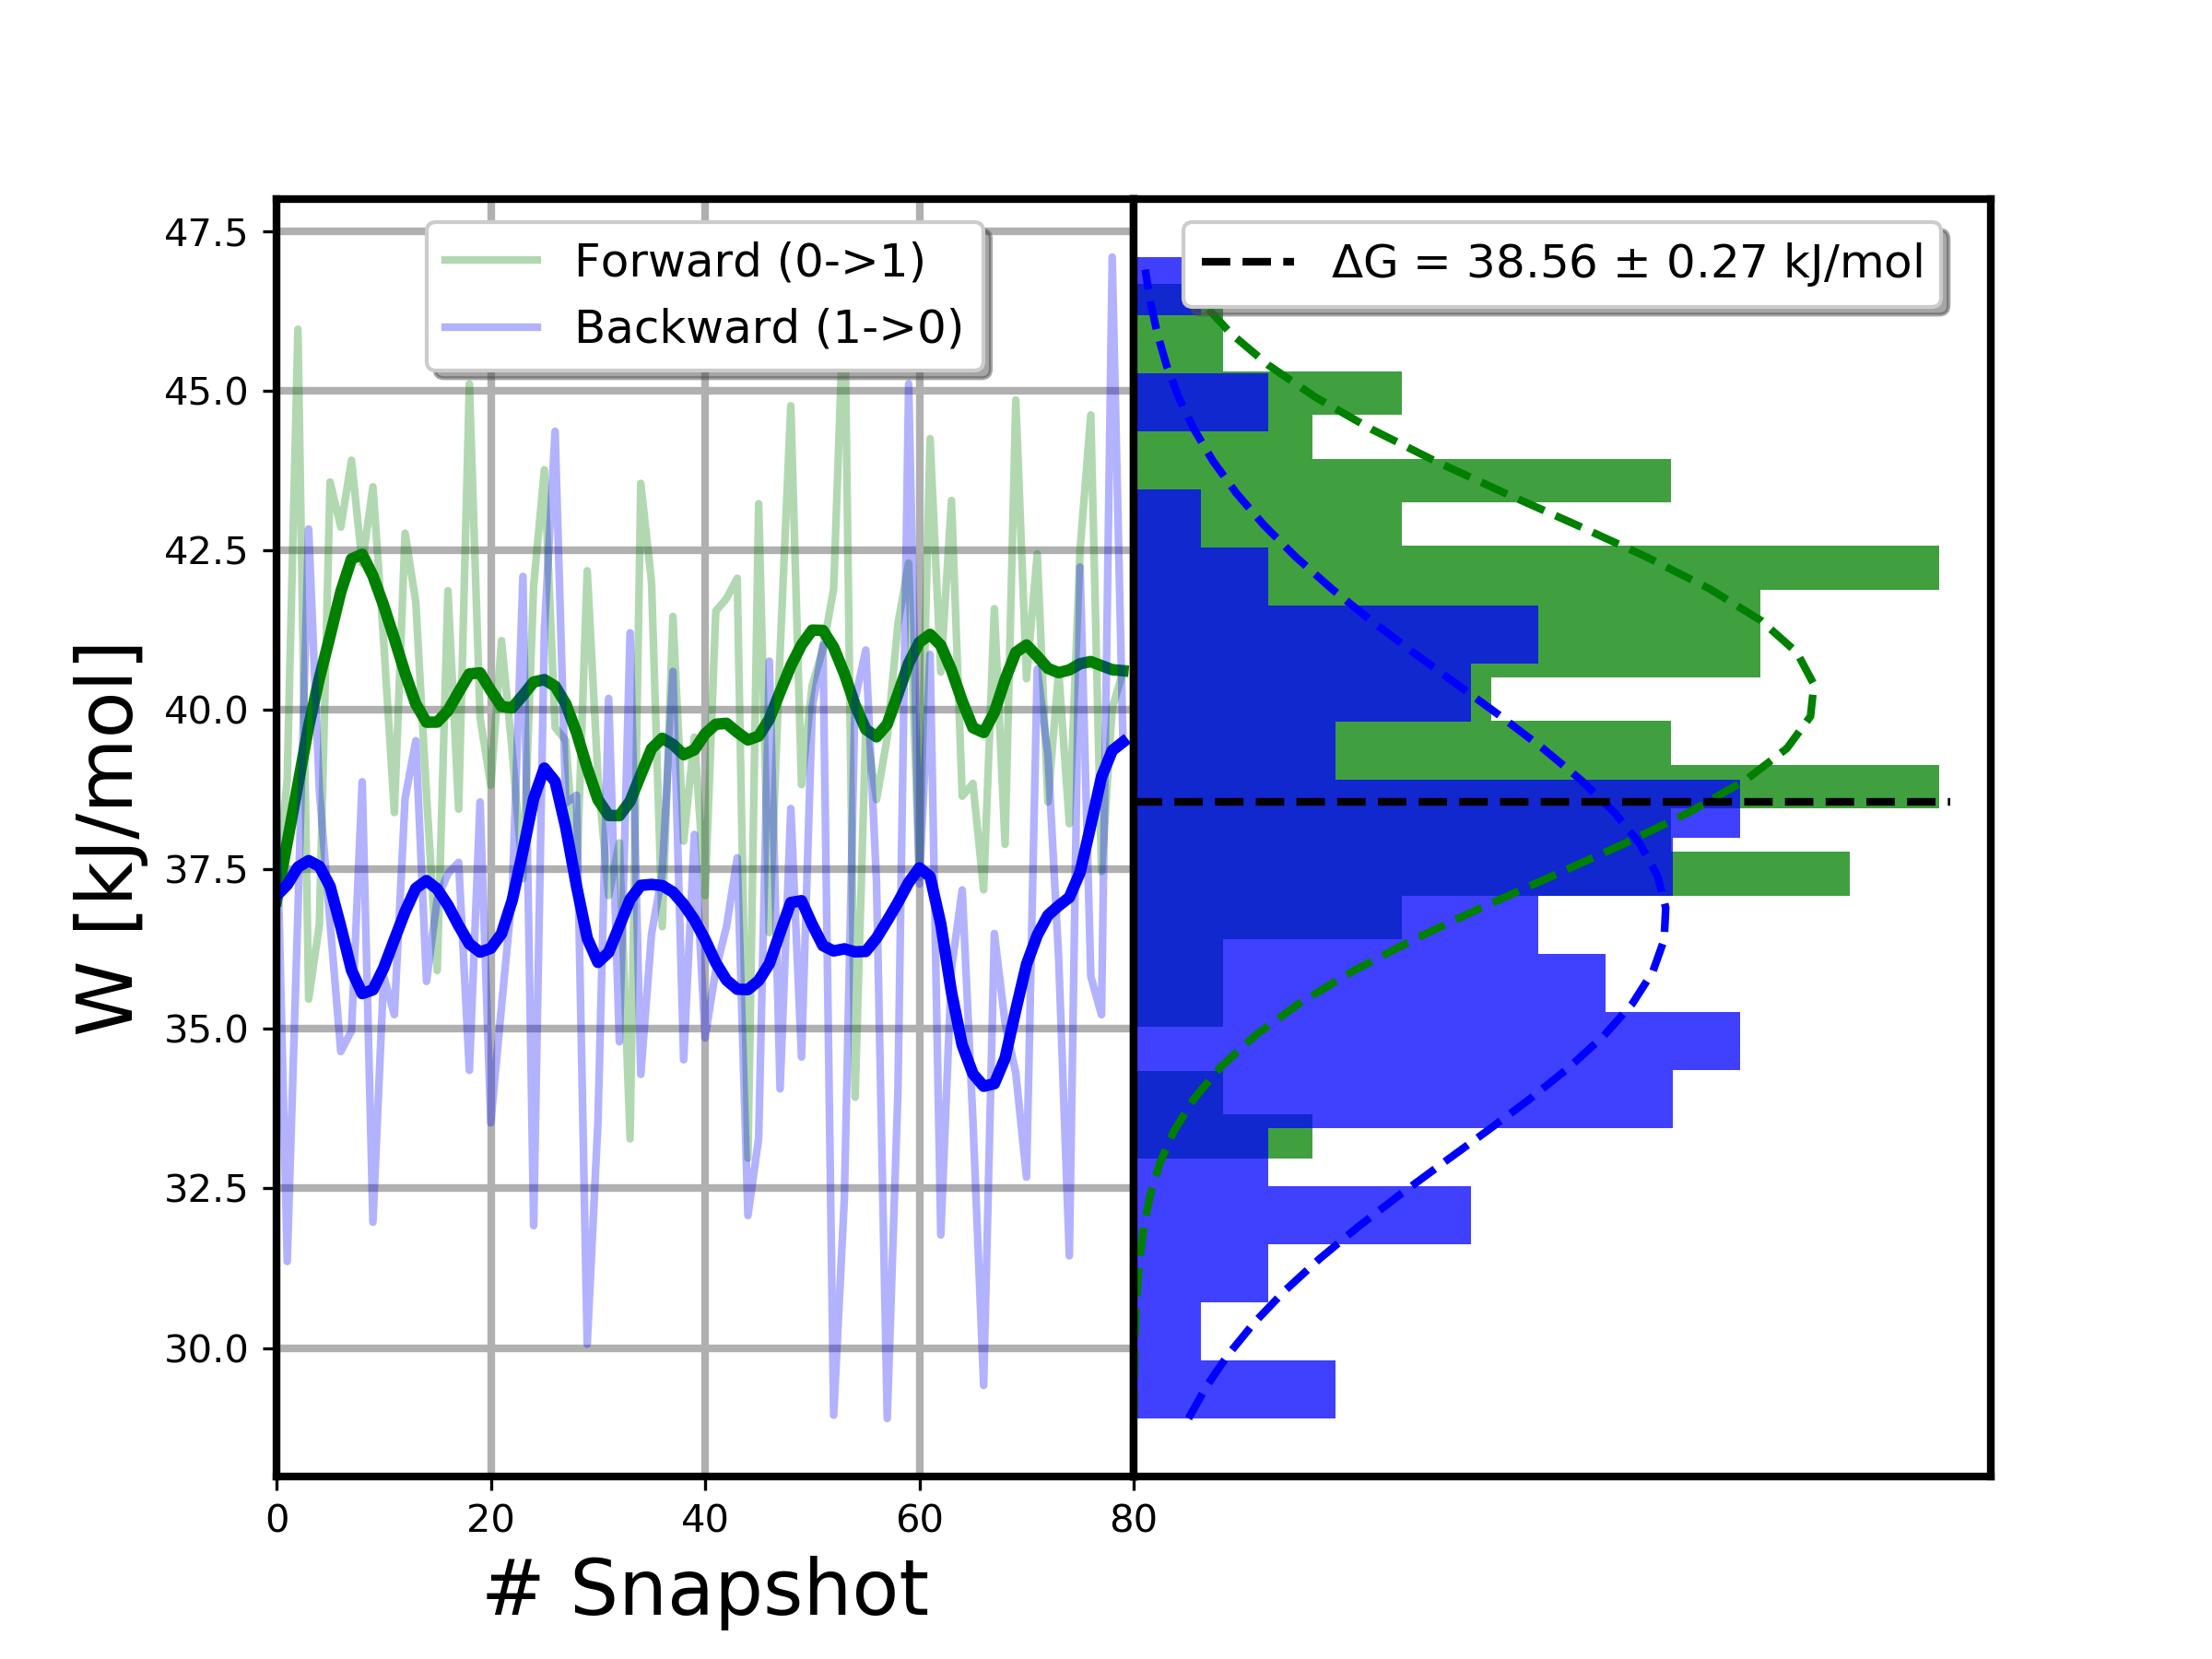 W [kJ/mol]
47.5
45.0
42.5
40.0
37.5
35.0
32.5
30.0
Forward (0->1)
Backward (1->0)
ΔG = 38.56 ± 0.27 kJ/mol
0 20 40 60 80
# Snapshot